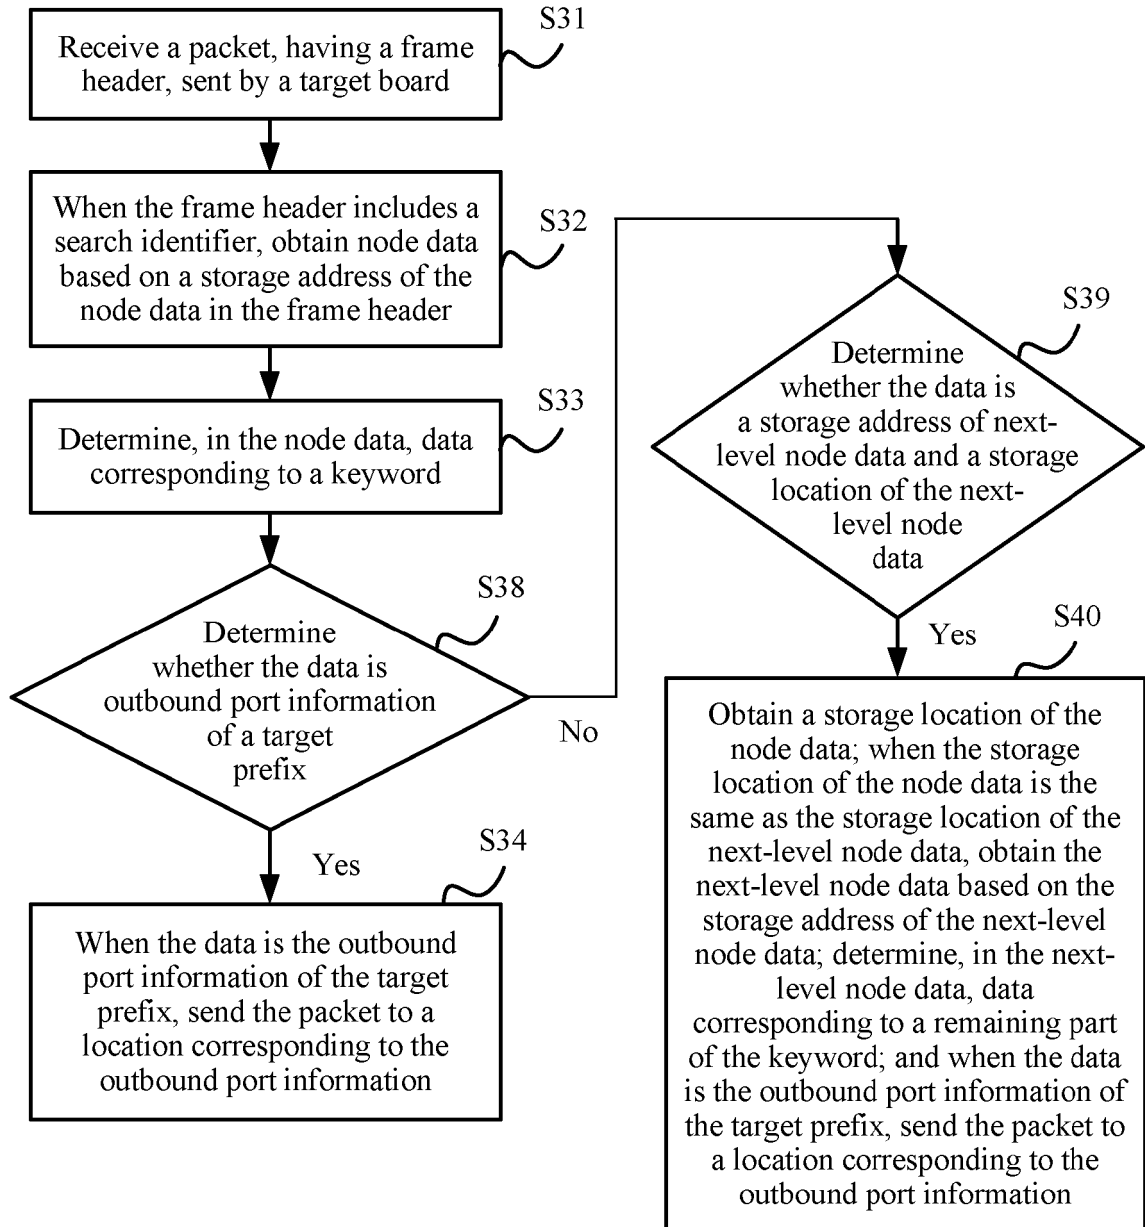 S31
Receive a packet, having a frame
header, sent by a target board
S32
When the frame header includes a
search identifier, obtain node data
based on a storage address of the
node data in the frame header
S33
Determine, in the node data, data
corresponding to a keyword
S38
Determine
whether the data is
outbound port information
of a target
prefix
No
Yes
S34
When the data is the outbound
port information of the target
prefix, send the packet to a
location corresponding to the
outbound port information
S39
Determine
whether the data is
a storage address of next-
level node data and a storage
location of the next-
level node
data
Yes
S40
Obtain a storage location of the
node data; when the storage
location of the node data is the
same as the storage location of the
next-level node data, obtain the
next-level node data based on the
storage address of the next-level
node data; determine, in the next-
level node data, data
corresponding to a remaining part
of the keyword; and when the data
is the outbound port information of
the target prefix, send the packet to
a location corresponding to the
outbound port information